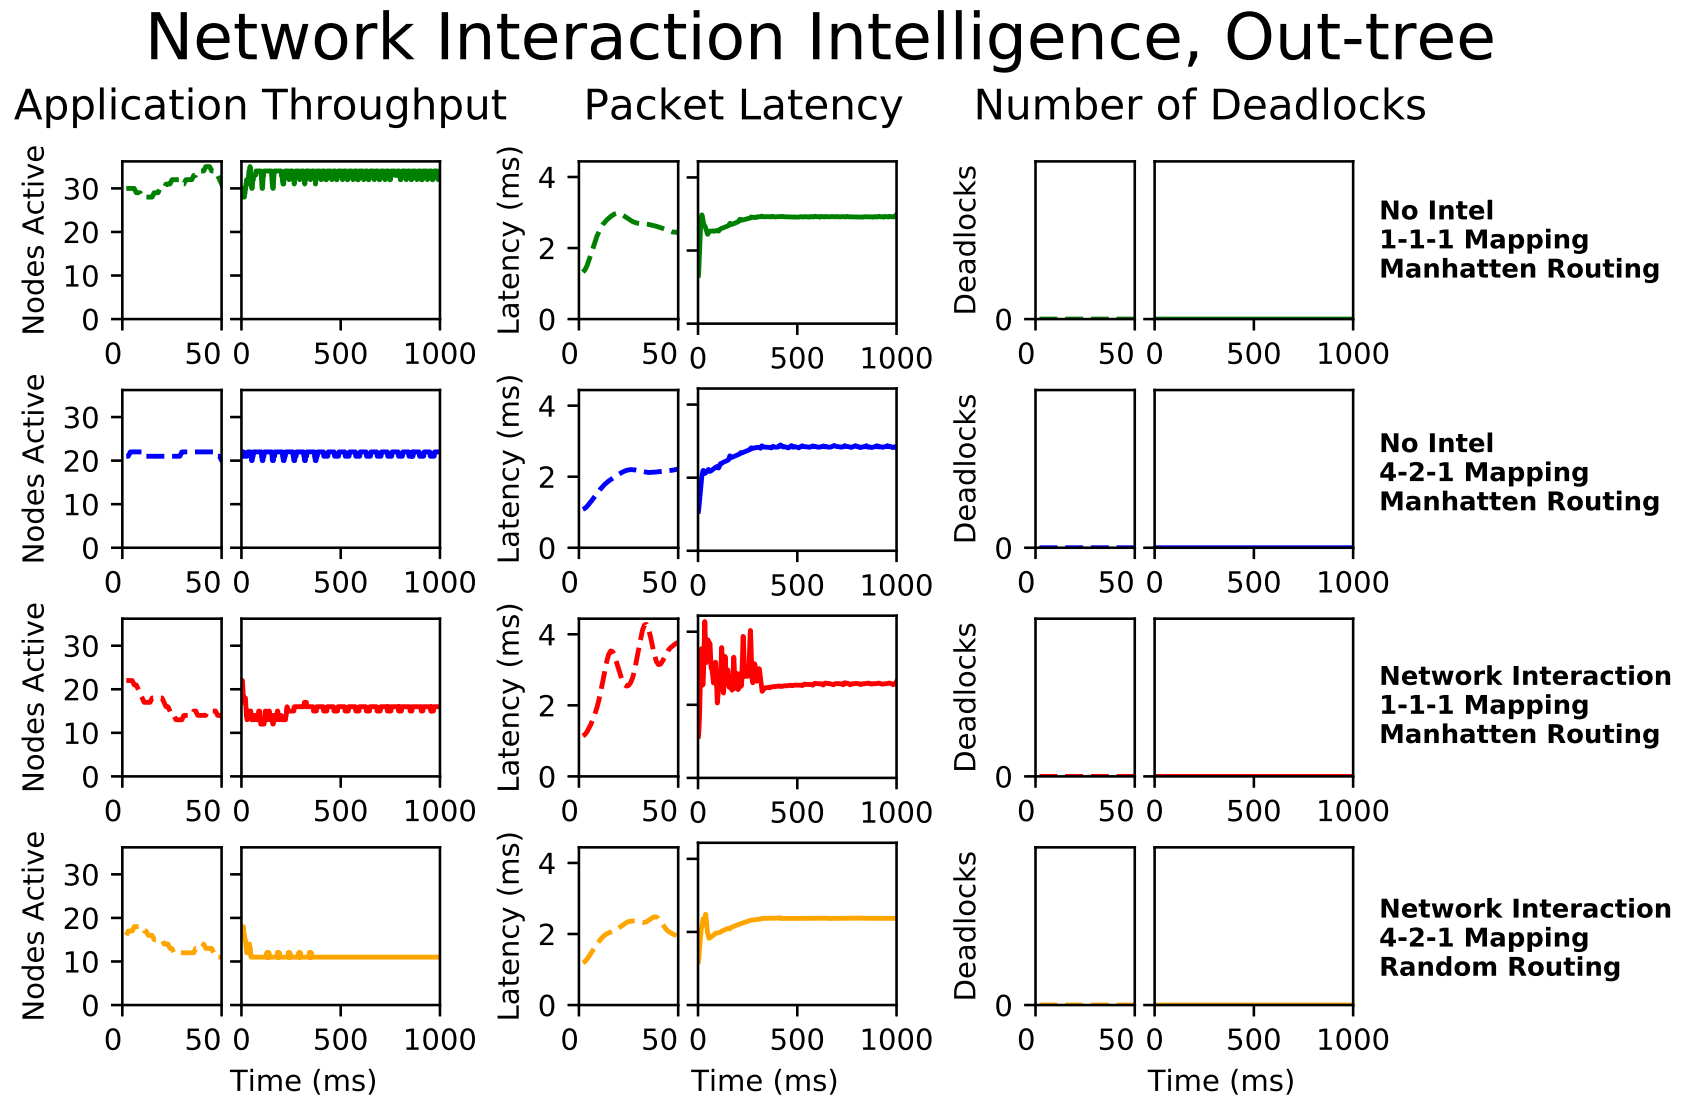 Network Interaction Intelligence, Out-tree
Application Throughput
Packet Latency
Number of Deadlocks
Nodes Active
30
20
10
0
0 50 0 500 1000
Latency (ms)
4
2
0
0 50 0 500 1000
Deadlocks
0
0 50 0 500 1000
No Intel
1-1-1 Mapping
Manhatten Routing
Nodes Active
30
20
10
0
0 50 0 500 1000
Latency (ms)
4
2
0
0 50 0 500 1000
Deadlocks
0
0 50 0 500 1000
No Intel
4-2-1 Mapping
Manhatten Routing
Nodes Active
30
20
10
0
0 50 0 500 1000
Latency (ms)
4
2
0
0 50 0 500 1000
Deadlocks
0
0 50 0 500 1000
Network Interaction
1-1-1 Mapping
Manhatten Routing
Nodes Active
30
20
10
0
0 50 0 500 1000
Time (ms)
Latency (ms)
4
2
0
0 50 0 500 1000
Time (ms)
Deadlocks
0
0 50 0 500 1000
Time (ms)
Network Interaction
4-2-1 Mapping
Random Routing